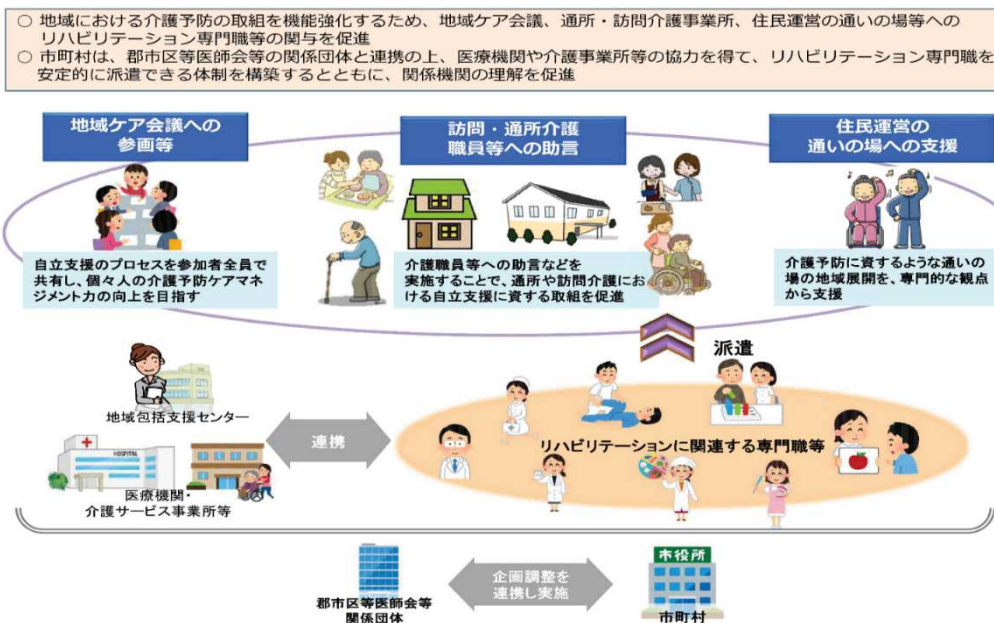 ○ 地域における介護予防の取組を機能強化するため、地域ケア会議、通所・訪問介護事業所、住民運営の通いの場等への
リハビリテーション専門職等の関与を促進
○ 市町村は、郡市区等医師会等の関係団体と連携の上、医療機関や介護事業所等の協力を得て、リハビリテーション専門職を
安定的に派遣できる体制を構築するとともに、関係機関の理解を促進
地域ケア会議への
参画等
訪問・通所介護
職員等への助言
住民運営の
通いの場への支援
自立支援のプロセスを参加者全員で
共有し、個々人の介護予防ケアマネ
ジメント力の向上を目指す
介護職員等への助言などを
実施することで、通所や訪問介護にお
ける自立支援に資する取組を促進
介護予防に資するような通いの
場の地域展開を、専門的な観点
から支援
派遣
地域包括支援センター
連携
リハビリテーションに関連する専門職等
HOSPITAL
医療機関・
介護サービス事業所等
郡市区等医師会等
関係団体
企画調整を
連携し実施
市役所
市町村